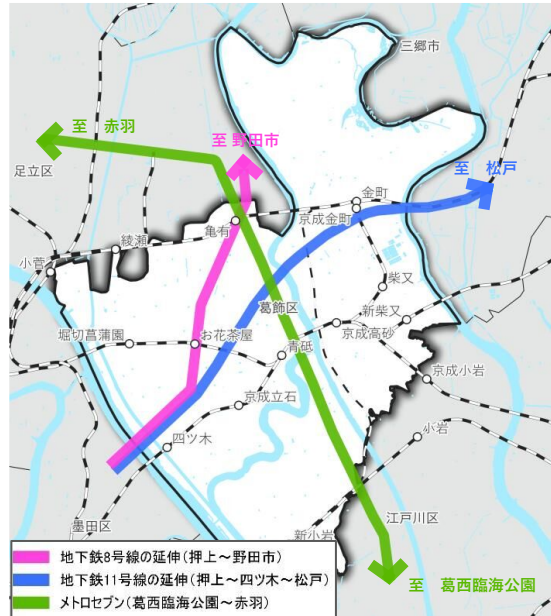 三郷市
至　赤羽
至 野田市
足立区
至　松戸
金町
京成金町
亀有
綾瀬
小菅
柴又
葛飾区
新柴又
堀切菖蒲園
お花茶屋
京成高砂
青砥
京成小岩
京成立石
小岩
四ツ木
墨田区
新小岩
江戸川区
地下鉄8号線の延伸(押上～野田市)
地下鉄11号線の延伸(押上～四ツ木～松戸)
メトロセブン(葛西臨海公園～赤羽)
至　葛西臨海公園